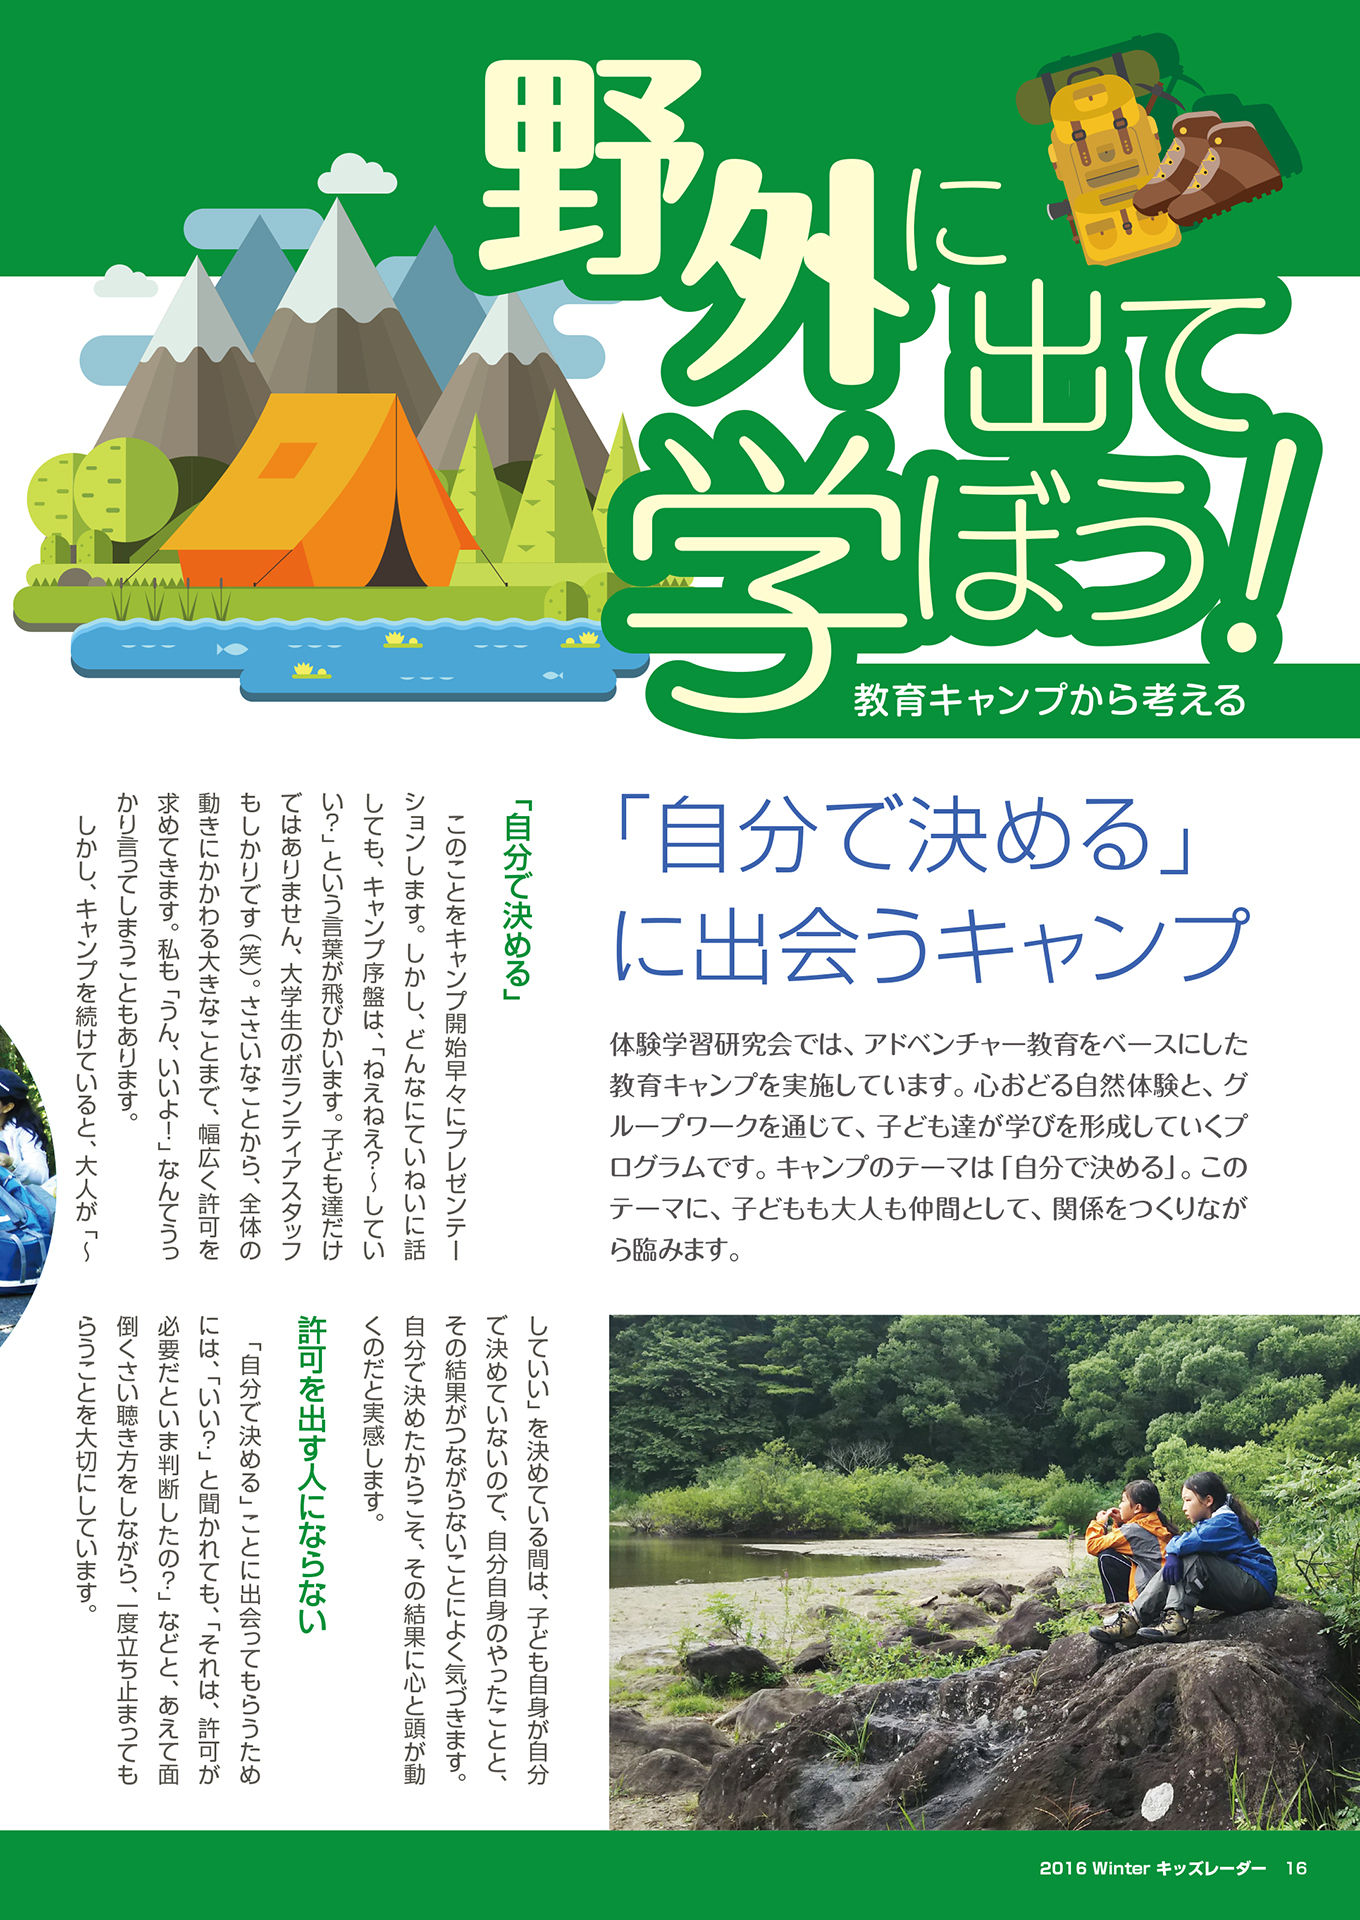 野外に
出て
学ぼう！
教育キャンプから考える
「自分で決める」
に出会うキャンプ
体験学習研究会では、アドベンチャー教育をベースにした
教育キャンプを実施しています。心おどる自然体験と、グ
ループワークを通じて、子ども達が学びを形成していくプ
ログラムです。キャンプのテーマは「自分で決める」。この
テーマに、子どもも大人も仲間として、関係をつくりなが
ら臨みます。
「自分で決める」
このことをキャンプ開始早々にプレゼンテー
ションします。しかし、どんなにていねいに話
しても、キャンプ序盤は、「ねえねえ？～してい
い？」という言葉が飛びかいます。子ども達だけ
ではありません、大学生のボランティアスタッフ
もしかりです（笑）。ささいなことから、全体の
動きにかかわる大きなことまで、幅広く許可を
求めてきます。私も「うん、いいよ！」なんてうっ
かり言ってしまうこともあります。
しかし、キャンプを続けていると、大人が「～
していい」を決めている間は、子ども自身が自分
で決めていないので、自分自身のやったことと、
その結果がつながらないことによく気づきます。
自分で決めたからこそ、その結果に心と頭が動
くのだと実感します。
許可を出す人にならない
「自分で決める」ことに出会ってもらうため
には、「いい？」と聞かれても、「それは、許可が
必要だといま判断したの？」などと、あえて面
倒くさい聴き方をしながら、一度立ち止まっても
らうことを大切にしています。
2016 Winter キッズレーダー 16